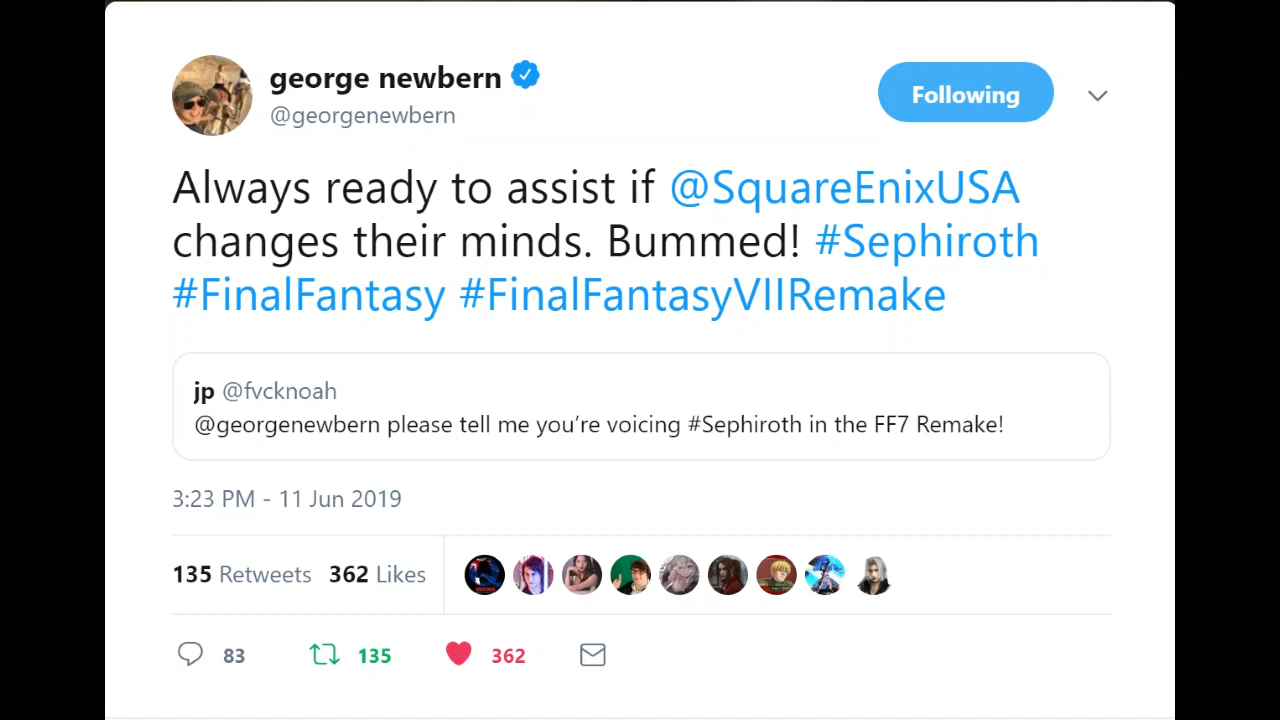 george newbern
@georgenewbern
Following
Always ready to assist if @SquareEnixUSA
changes their minds. Bummed! #Sephiroth
#FinalFantasy #FinalFantasyVIIRemake
jp @fvcknoah
@georgenewbern please tell me you’re voicing #Sephiroth in the FF7 Remake!
3:23 PM - 11 Jun 2019
135 Retweets 362 Likes
83 135 362